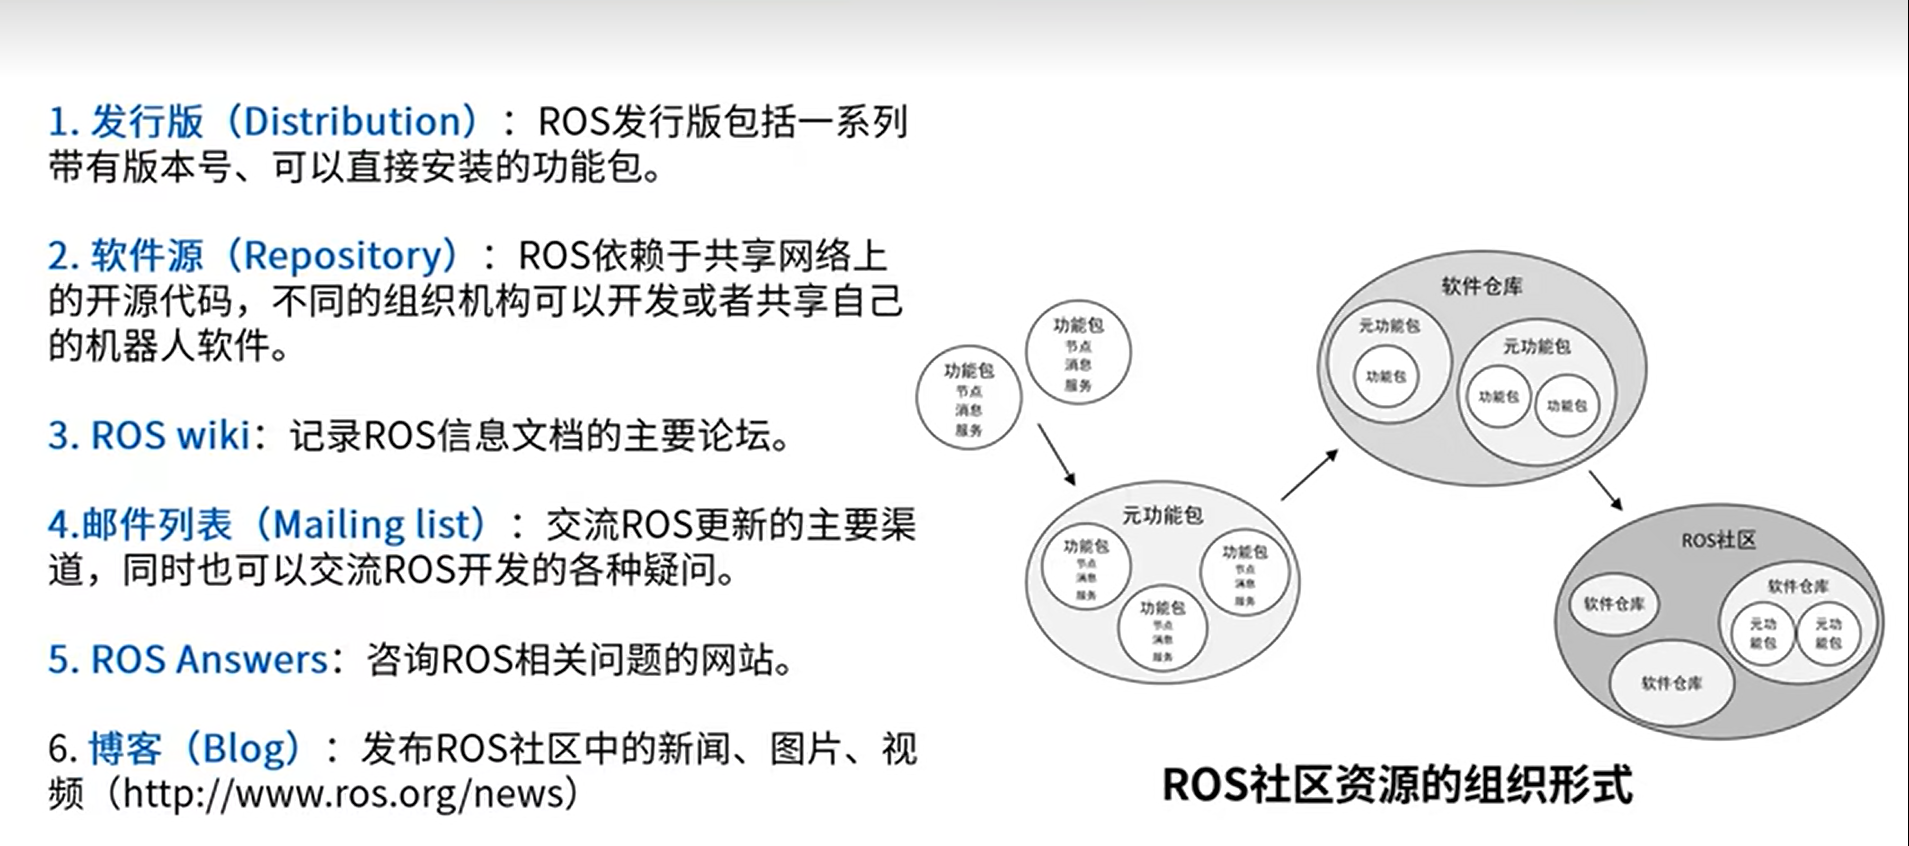 1. 发行版（Distribution）：ROS发行版包括一系列
带有版本号、可以直接安装的功能包。
2. 软件源（Repository）：ROS依赖于共享网络上
的开源代码，不同的组织机构可以开发或者共享自己
的机器人软件。
3. ROS wiki：记录ROS信息文档的主要论坛。
4.邮件列表（Mailing list）：交流ROS更新的主要渠
道，同时也可以交流ROS开发的各种疑问。
5. ROS Answers：咨询ROS相关问题的网站。
6. 博客（Blog）：发布ROS社区中的新闻、图片、视
频（http://www.ros.org/news）
功能包
节点
消息
服务
功能包
节点
消息
服务
元功能包
功能包
节点
消息
服务
功能包
节点
消息
服务
功能包
节点
消息
服务
软件仓库
元功能包
功能包
元功能包
功能包
功能包
ROS社区
软件仓库
软件仓库
元功
能包
元功
能包
软件仓库
ROS社区资源的组织形式